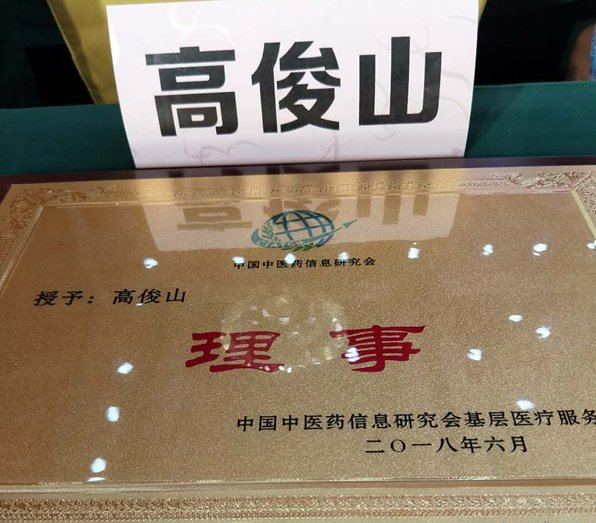 高俊山
中国中医药信息研究会
授予：高俊山
理事
中国中医药信息研究会基层医疗服务
二〇一八年六月